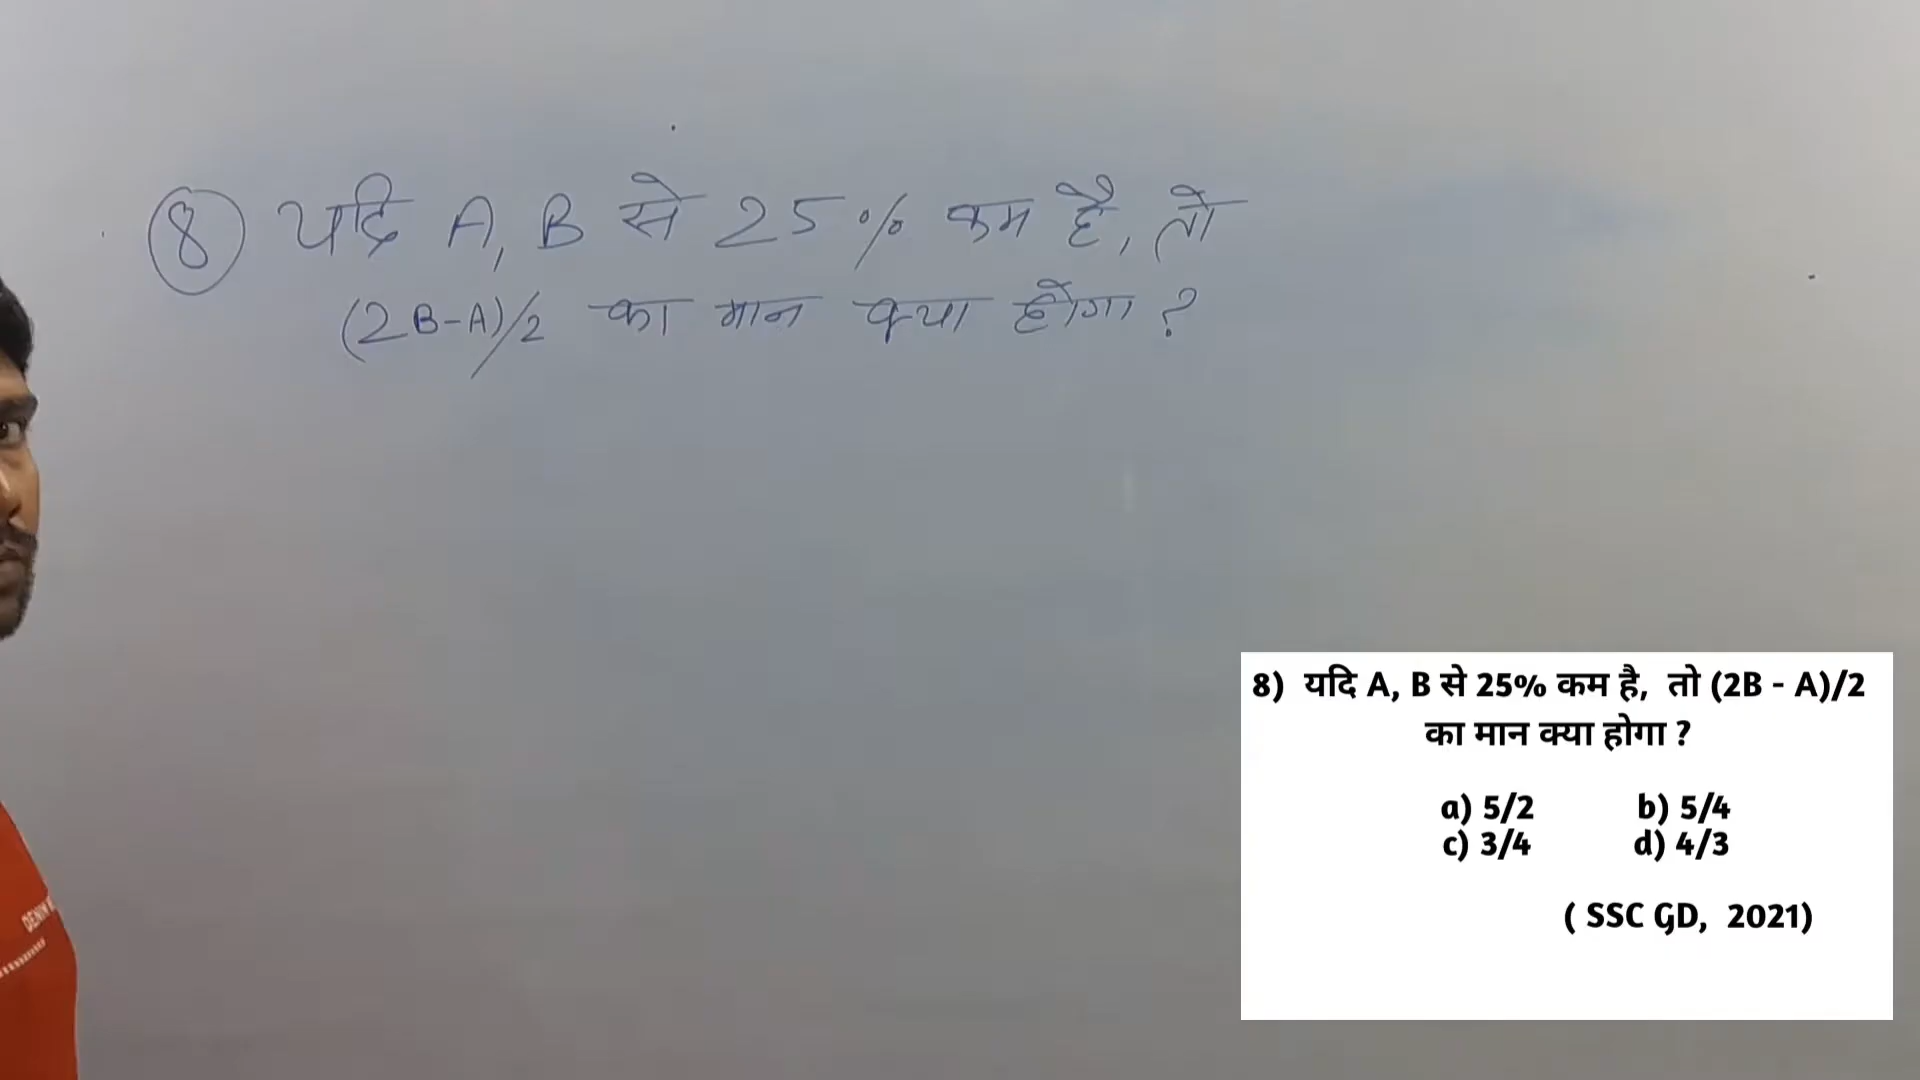 8 यदि A, B से 25% कम है, तो
(2B-A)/2 का मान क्या होगा ?
8) यदि A, B से 25% कम है, तो (2B - A)/2
का मान क्या होगा ?
a) 5/2 b) 5/4
c) 3/4 d) 4/3
( SSC GD, 2021)